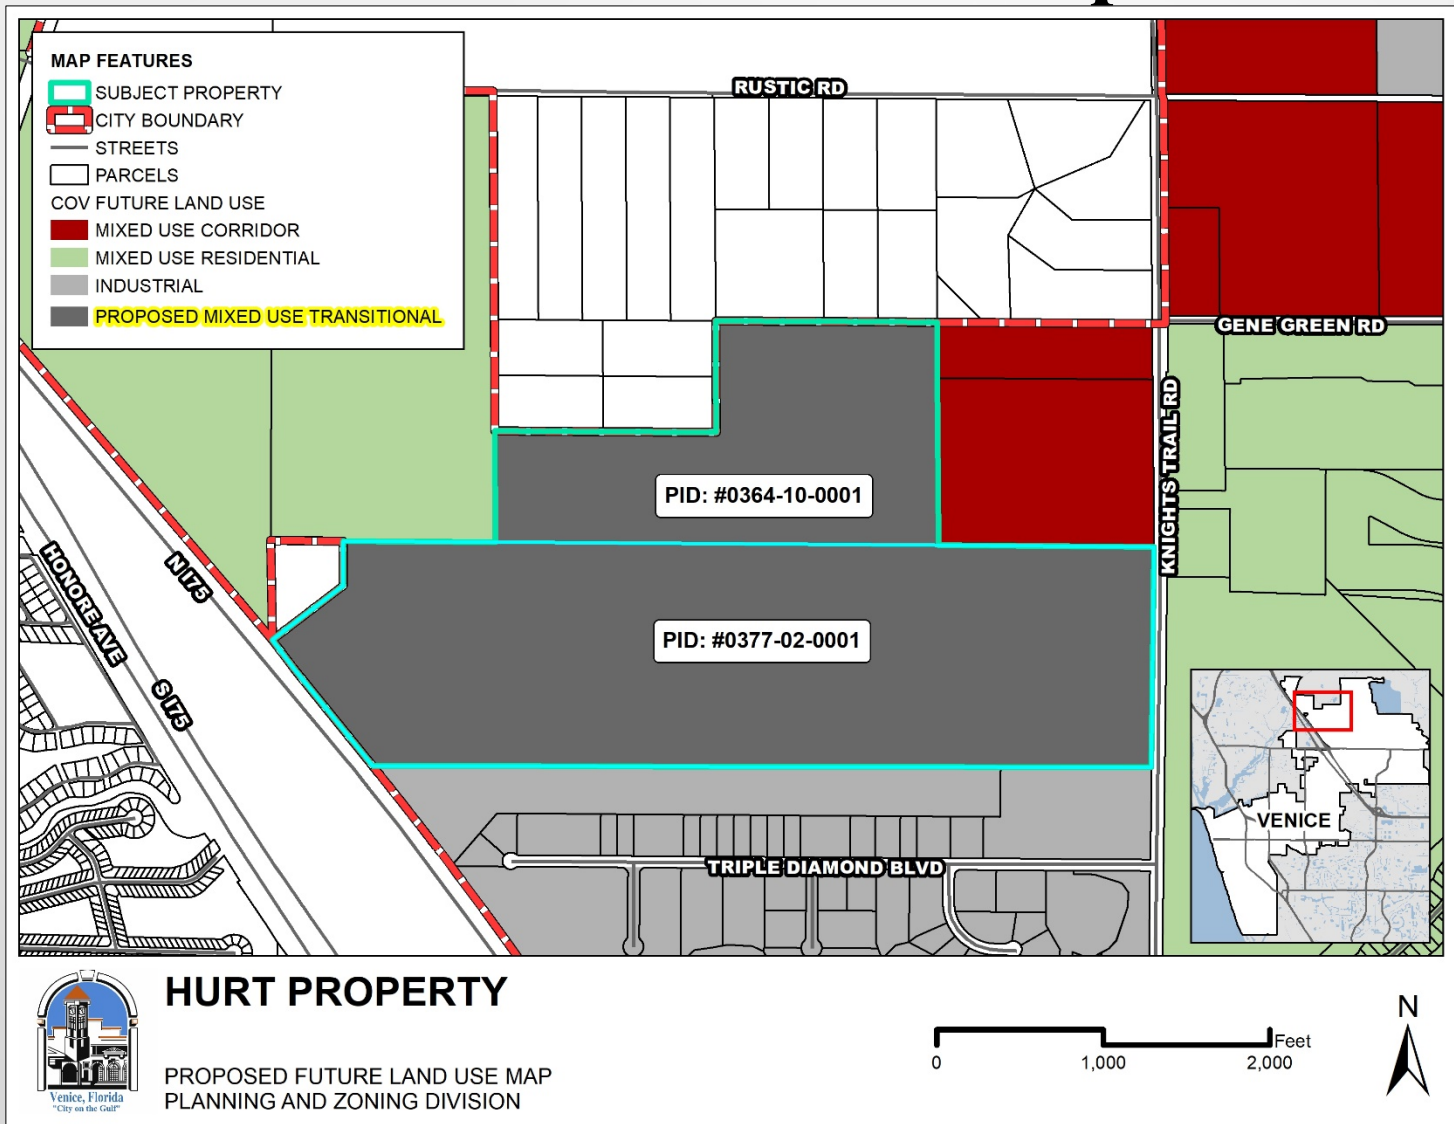 MAP FEATURES
SUBJECT PROPERTY
CITY BOUNDARY
STREETS
PARCELS
COV FUTURE LAND USE
MIXED USE CORRIDOR
MIXED USE RESIDENTIAL
INDUSTRIAL
PROPOSED MIXED USE TRANSITIONAL
RUSTIC RD
GENE GREEN RD
KNIGHTS TRAIL RD
PID: #0364-10-0001
N I75
HONORE AVE
S I75
PID: #0377-02-0001
VENICE
TRIPLE DIAMOND BLVD
HURT PROPERTY
PROPOSED FUTURE LAND USE MAP
PLANNING AND ZONING DIVISION
Venice, Florida
"City on the Gulf"
Feet
0 1,000 2,000
N